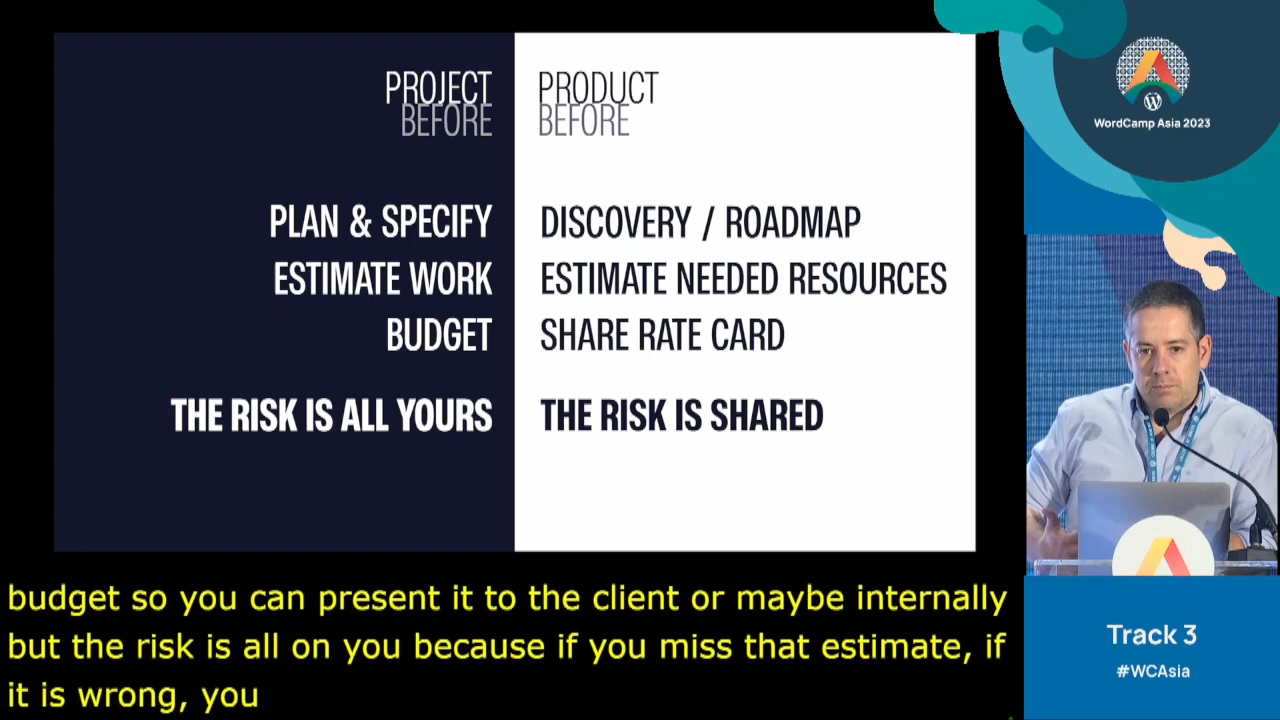 PROJECT
BEFORE
PLAN & SPECIFY
ESTIMATE WORK
BUDGET
THE RISK IS ALL YOURS
PRODUCT
BEFORE
DISCOVERY / ROADMAP
ESTIMATE NEEDED RESOURCES
SHARE RATE CARD
THE RISK IS SHARED
WordCamp Asia 2023
Track 3
#WCAsia
budget so you can present it to the client or maybe internally
but the risk is all on you because if you miss that estimate, if
it is wrong, you